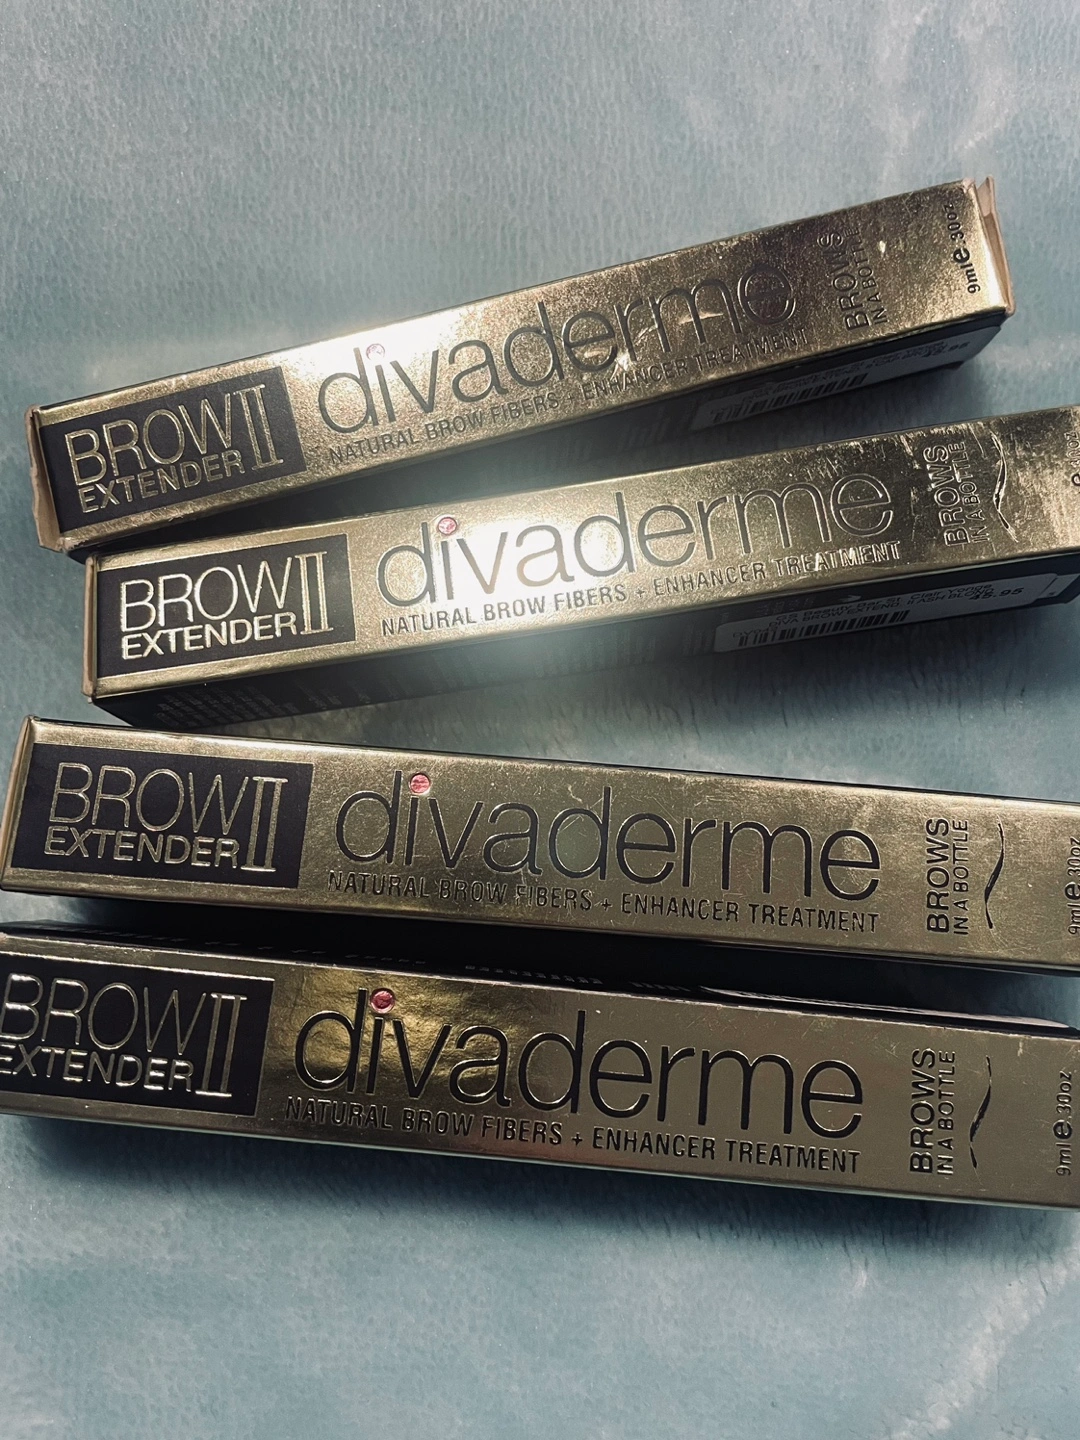 BROW II
EXTENDER
divaderme
NATURAL BROW FIBERS + ENHANCER TREATMENT
BROWS
IN A BOTTLE
9ml e .30oz
BROW II
EXTENDER
divaderme
NATURAL BROW FIBERS + ENHANCER TREATMENT
BROWS
IN A BOTTLE
45.95
BROW II
EXTENDER
divaderme
NATURAL BROW FIBERS + ENHANCER TREATMENT
BROWS
IN A BOTTLE
9ml e .30oz
BROW II
EXTENDER
divaderme
NATURAL BROW FIBERS + ENHANCER TREATMENT
BROWS
IN A BOTTLE
9ml e .30oz